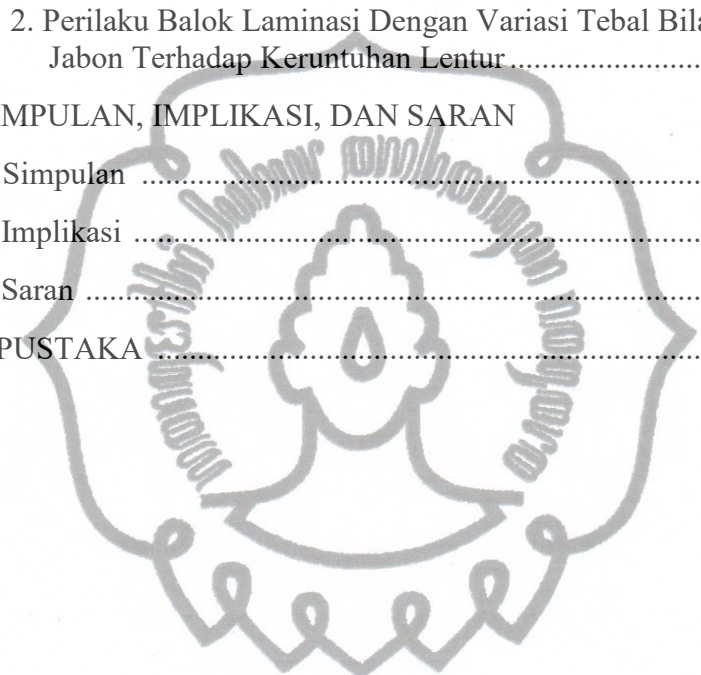 2. Perilaku Balok Laminasi Dengan Variasi Tebal Bila
Jabon Terhadap Keruntuhan Lentur ........................
MPULAN, IMPLIKASI, DAN SARAN
Simpulan ........................................................................
Implikasi ........................................................................
Saran .............................................................................
PUSTAKA .....................................................................